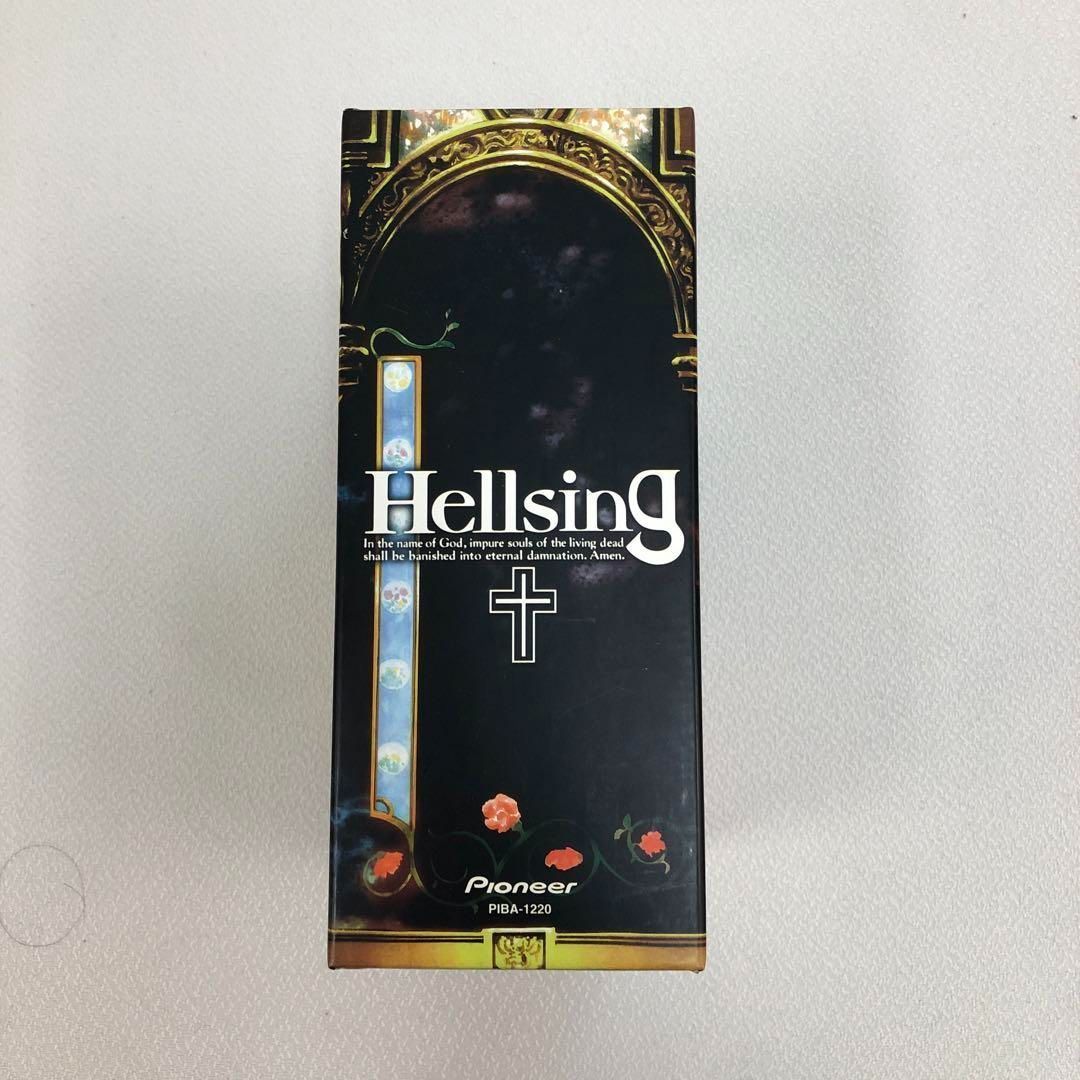 Hellsing
In the name of God, impure souls of the living dead
shall be banished into eternal damnation. Amen.
Pioneer
PIBA-1220